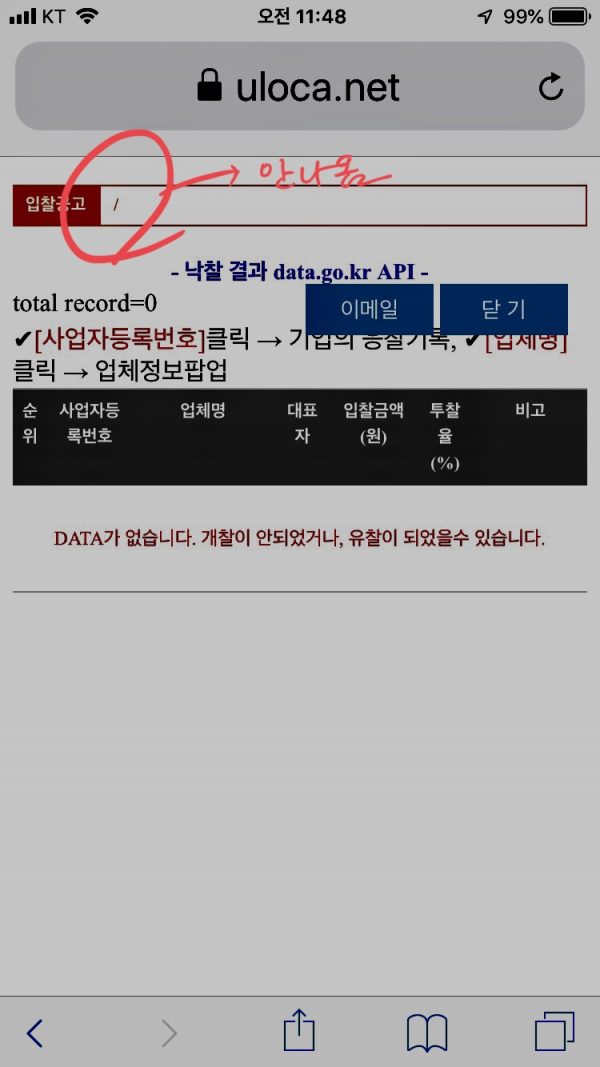 KT 오전 11:48 99%
uloca.net
→ 안나옴
입찰공고 /
- 낙찰 결과 data.go.kr API -
total record=0 이메일 닫 기
✔[사업자등록번호]클릭 → 기업의 응찰기록, ✔[업체명]
클릭 → 업체정보팝업
순위 사업자등록번호 업체명 대표자 입찰금액(원) 투찰율(%) 비고
DATA가 없습니다. 개찰이 안되었거나, 유찰이 되었을수 있습니다.